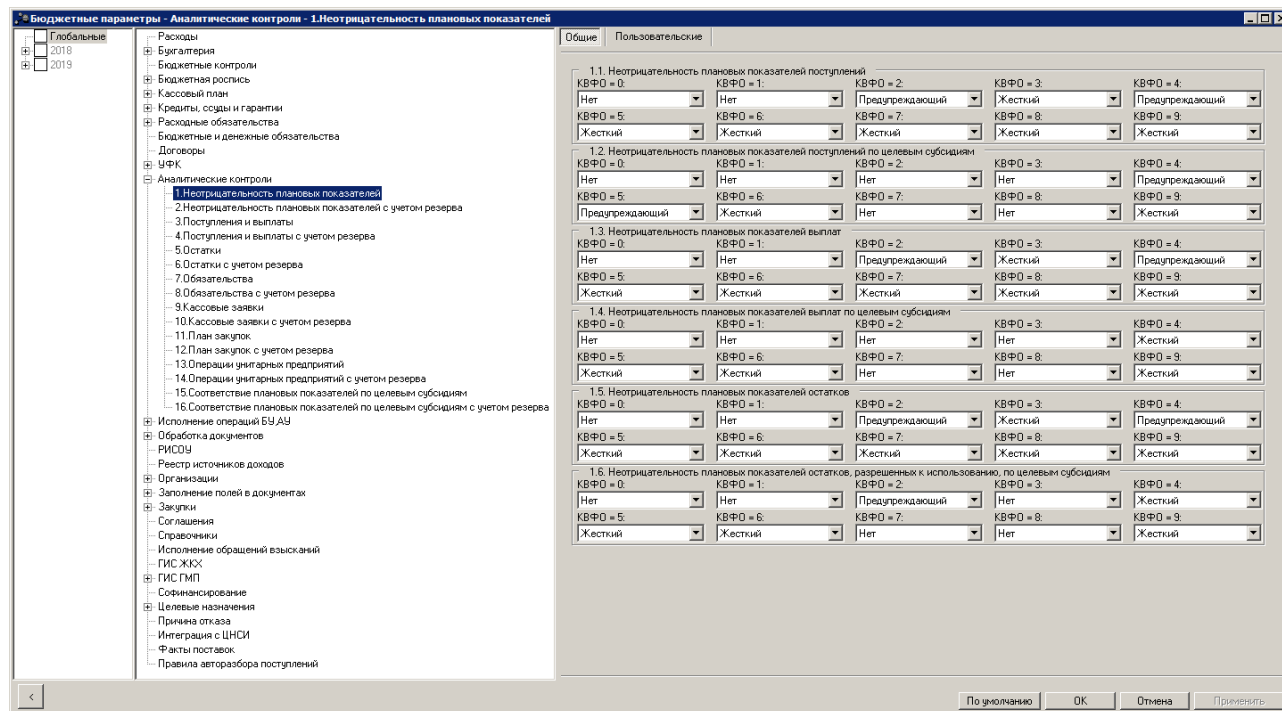 Бюджетные параметры - Аналитические контроли - 1.Неотрицательность плановых показателей
Глобальные
2018
2019
Расходы
Бухгалтерия
Бюджетные контроли
Бюджетная роспись
Кассовый план
Кредиты, ссуды и гарантии
Расходные обязательства
Бюджетные и денежные обязательства
Договоры
УФК
Аналитические контроли
1.Неотрицательность плановых показателей
2.Неотрицательность плановых показателей с учетом резерва
3.Поступления и выплаты
4.Поступления и выплаты с учетом резерва
5.Остатки
6.Остатки с учетом резерва
7.Обязательства
8.Обязательства с учетом резерва
9.Кассовые заявки
10.Кассовые заявки с учетом резерва
11.План закупок
12.План закупок с учетом резерва
13.Операции унитарных предприятий
14.Операции унитарных предприятий с учетом резерва
15.Соответствие плановых показателей по целевым субсидиям
16.Соответствие плановых показателей по целевым субсидиям с учетом резерва
Исполнение операций БУ,АУ
Обработка документов
РИСОУ
Реестр источников доходов
Организации
Заполнение полей в документах
Закупки
Соглашения
Справочники
Исполнение обращений взысканий
ГИС ЖКХ
ГИС ГМП
Софинансирование
Целевые назначения
Причина отказа
Интеграция с ЦНСИ
Факты поставок
Правила авторазбора поступлений
Общие Пользовательские
1.1. Неотрицательность плановых показателей поступлений
КВФО = 0: КВФО = 1: КВФО = 2: КВФО = 3: КВФО = 4:
Нет Нет Предупреждающий Жесткий Предупреждающий
КВФО = 5: КВФО = 6: КВФО = 7: КВФО = 8: КВФО = 9:
Жесткий Жесткий Жесткий Жесткий Жесткий
1.2. Неотрицательность плановых показателей поступлений по целевым субсидиям
КВФО = 0: КВФО = 1: КВФО = 2: КВФО = 3: КВФО = 4:
Нет Нет Нет Нет Предупреждающий
КВФО = 5: КВФО = 6: КВФО = 7: КВФО = 8: КВФО = 9:
Предупреждающий Жесткий Нет Нет Жесткий
1.3. Неотрицательность плановых показателей выплат
КВФО = 0: КВФО = 1: КВФО = 2: КВФО = 3: КВФО = 4:
Нет Нет Предупреждающий Жесткий Предупреждающий
КВФО = 5: КВФО = 6: КВФО = 7: КВФО = 8: КВФО = 9:
Жесткий Жесткий Жесткий Жесткий Жесткий
1.4. Неотрицательность плановых показателей выплат по целевым субсидиям
КВФО = 0: КВФО = 1: КВФО = 2: КВФО = 3: КВФО = 4:
Нет Нет Нет Нет Жесткий
КВФО = 5: КВФО = 6: КВФО = 7: КВФО = 8: КВФО = 9:
Жесткий Жесткий Нет Нет Жесткий
1.5. Неотрицательность плановых показателей остатков
КВФО = 0: КВФО = 1: КВФО = 2: КВФО = 3: КВФО = 4:
Нет Нет Предупреждающий Жесткий Предупреждающий
КВФО = 5: КВФО = 6: КВФО = 7: КВФО = 8: КВФО = 9:
Жесткий Жесткий Жесткий Жесткий Жесткий
1.6. Неотрицательность плановых показателей остатков, разрешенных к использованию, по целевым субсидиям
КВФО = 0: КВФО = 1: КВФО = 2: КВФО = 3: КВФО = 4:
Нет Нет Предупреждающий Нет Жесткий
КВФО = 5: КВФО = 6: КВФО = 7: КВФО = 8: КВФО = 9:
Жесткий Жесткий Нет Нет Жесткий
< По умолчанию OK Отмена Применить